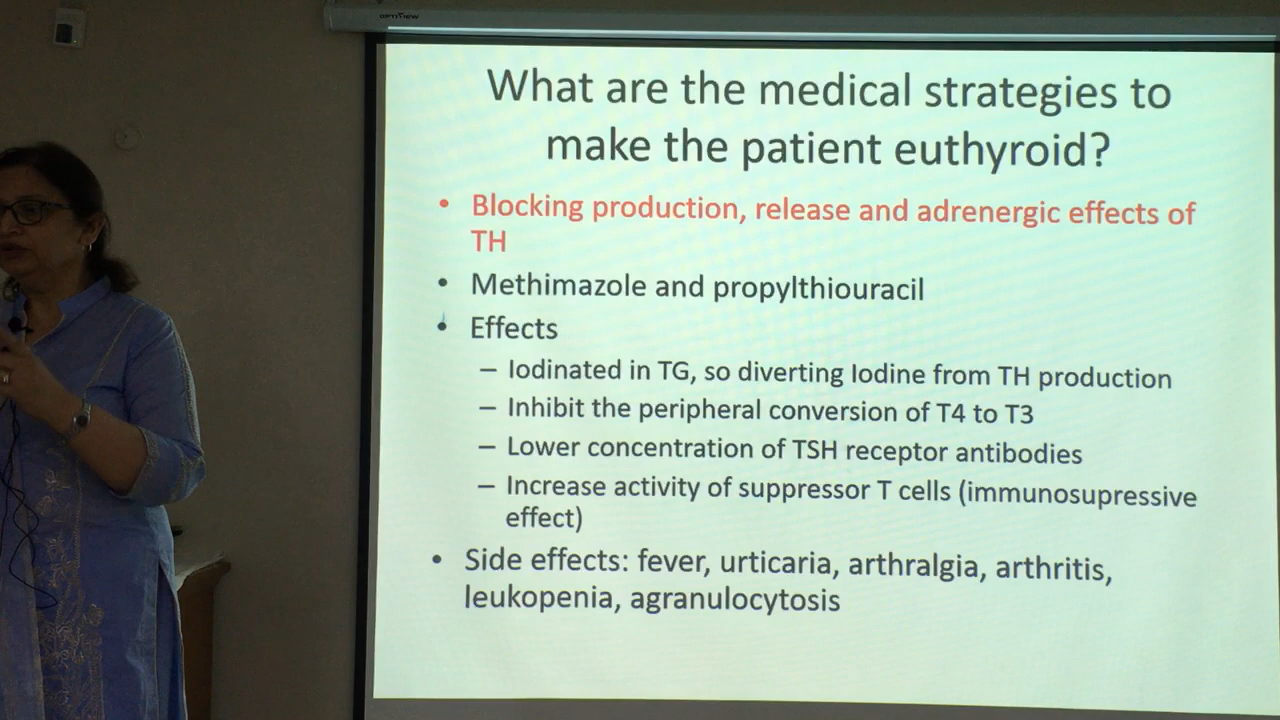 OPTIVIEW
What are the medical strategies to
make the patient euthyroid?
• Blocking production, release and adrenergic effects of
TH
• Methimazole and propylthiouracil
• Effects
– Iodinated in TG, so diverting Iodine from TH production
– Inhibit the peripheral conversion of T4 to T3
– Lower concentration of TSH receptor antibodies
– Increase activity of suppressor T cells (immunosupressive
effect)
• Side effects: fever, urticaria, arthralgia, arthritis,
leukopenia, agranulocytosis